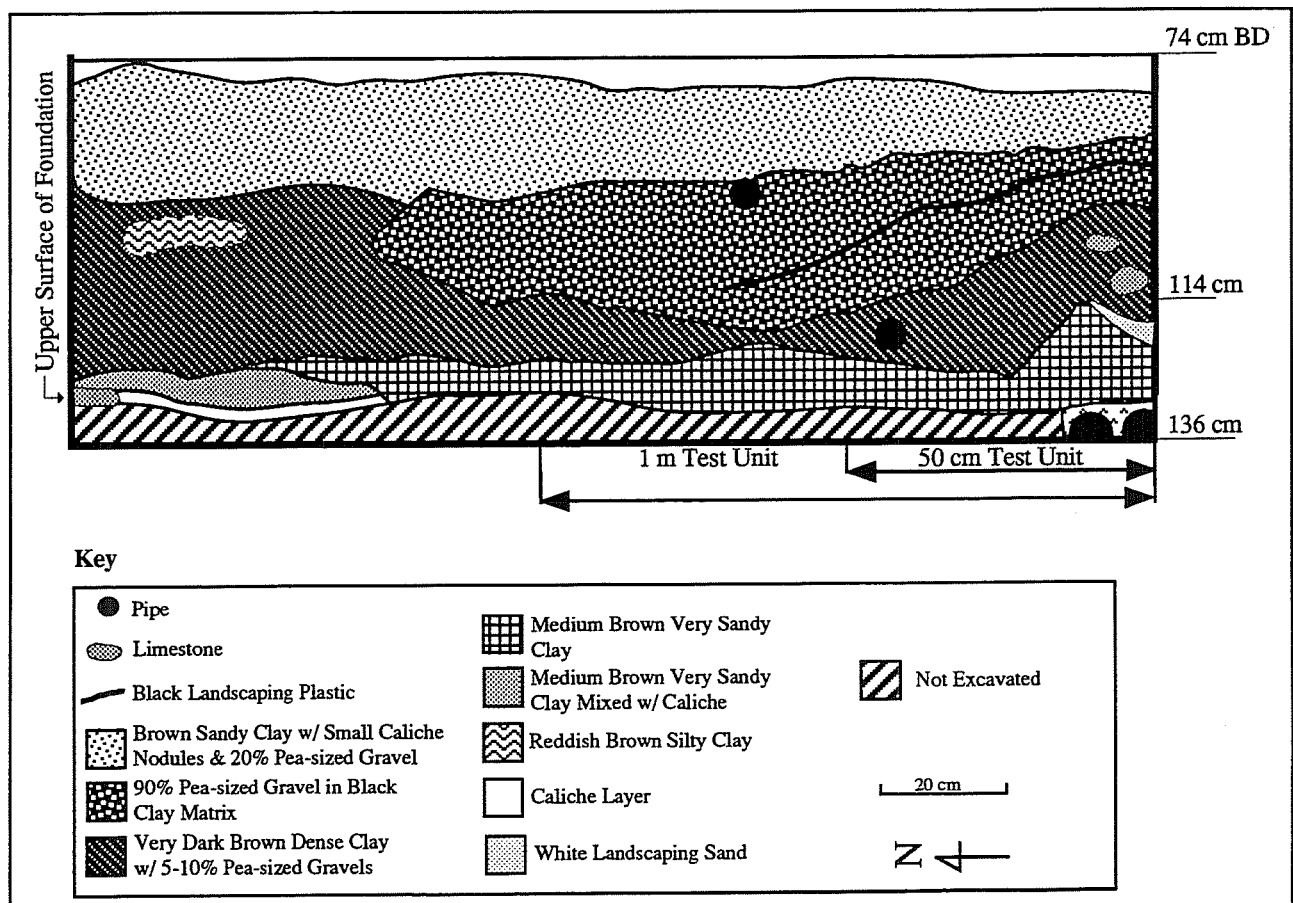 74 cm BD
Upper Surface of Foundation
114 cm
136 cm
1 m Test Unit
50 cm Test Unit
Key
Pipe
Limestone
Black Landscaping Plastic
Brown Sandy Clay w/ Small Caliche
Nodules & 20% Pea-sized Gravel
90% Pea-sized Gravel in Black
Clay Matrix
Very Dark Brown Dense Clay
w/ 5-10% Pea-sized Gravels
Medium Brown Very Sandy
Clay
Medium Brown Very Sandy
Clay Mixed w/ Caliche
Reddish Brown Silty Clay
Caliche Layer
White Landscaping Sand
Not Excavated
20 cm
N